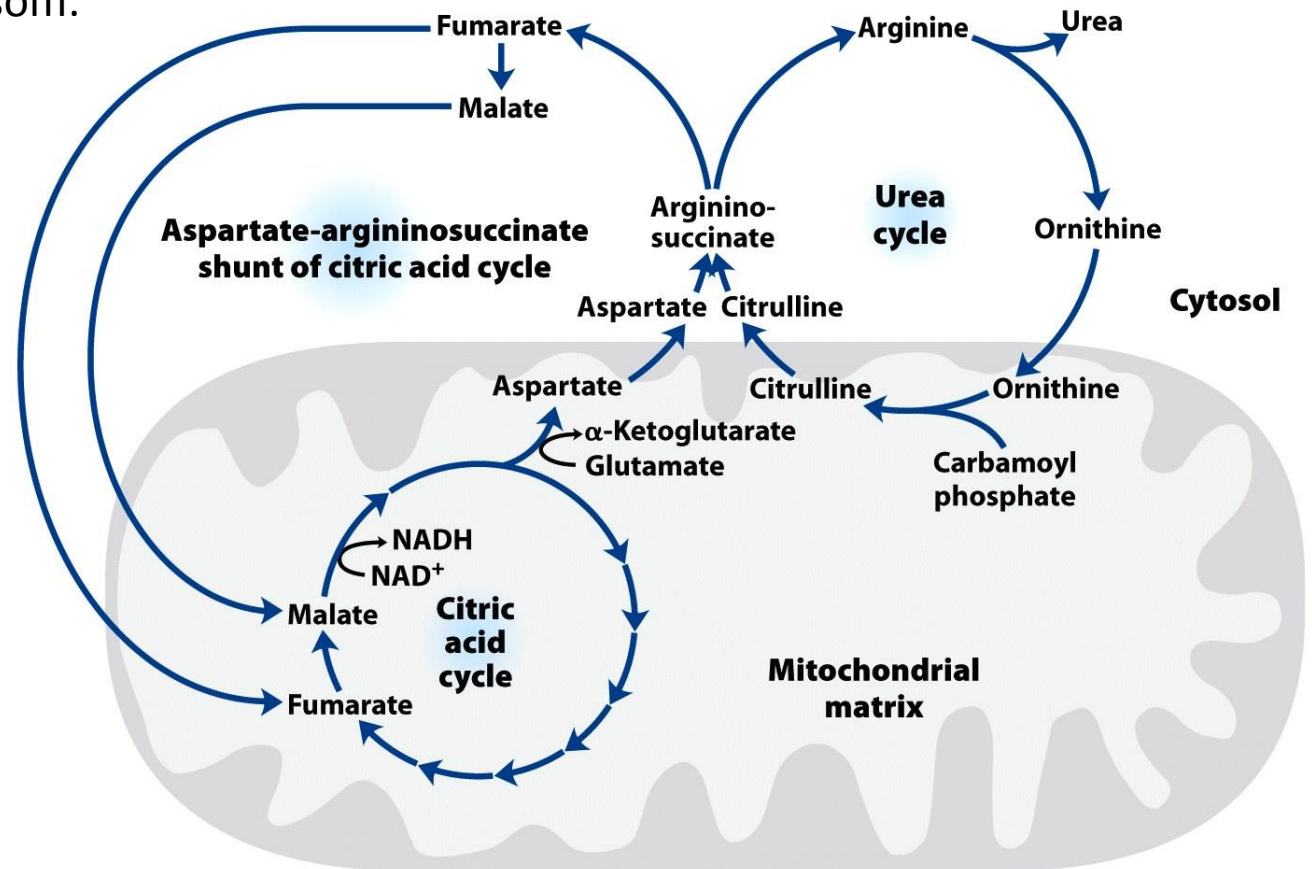 Fumarate
Arginine
Urea
Malate
Arginino-
succinate
Urea
cycle
Ornithine
Aspartate-argininosuccinate
shunt of citric acid cycle
Aspartate
Citrulline
Cytosol
Aspartate
Citrulline
Ornithine
α-Ketoglutarate
Glutamate
Carbamoyl
phosphate
NADH
NAD⁺
Malate
Citric
acid
cycle
Fumarate
Mitochondrial
matrix